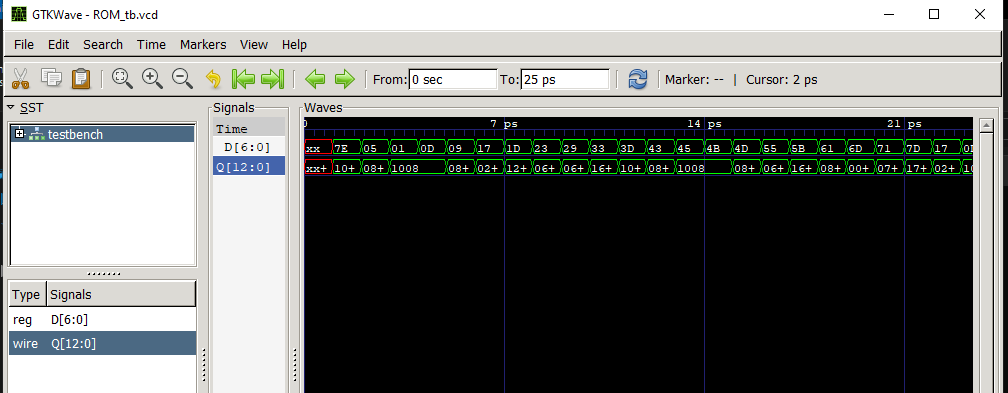 GTKWave - ROM_tb.vcd
File Edit Search Time Markers View Help
From: 0 sec To: 25 ps Marker: -- | Cursor: 2 ps
SST
testbench
Type Signals
reg D[6:0]
wire Q[12:0]
Signals
Time
D[6:0]
Q[12:0]
Waves
0 7 ps 14 ps 21 ps
xx 7E 05 01 0D 09 17 1D 23 29 33 3D 43 45 4B 4D 55 5B 61 6D 71 7D 17
xx+ 10+ 08+ 1008 08+ 02+ 12+ 06+ 06+ 16+ 10+ 08+ 1008 08+ 06+ 16+ 08+ 00+ 07+ 17+ 02+